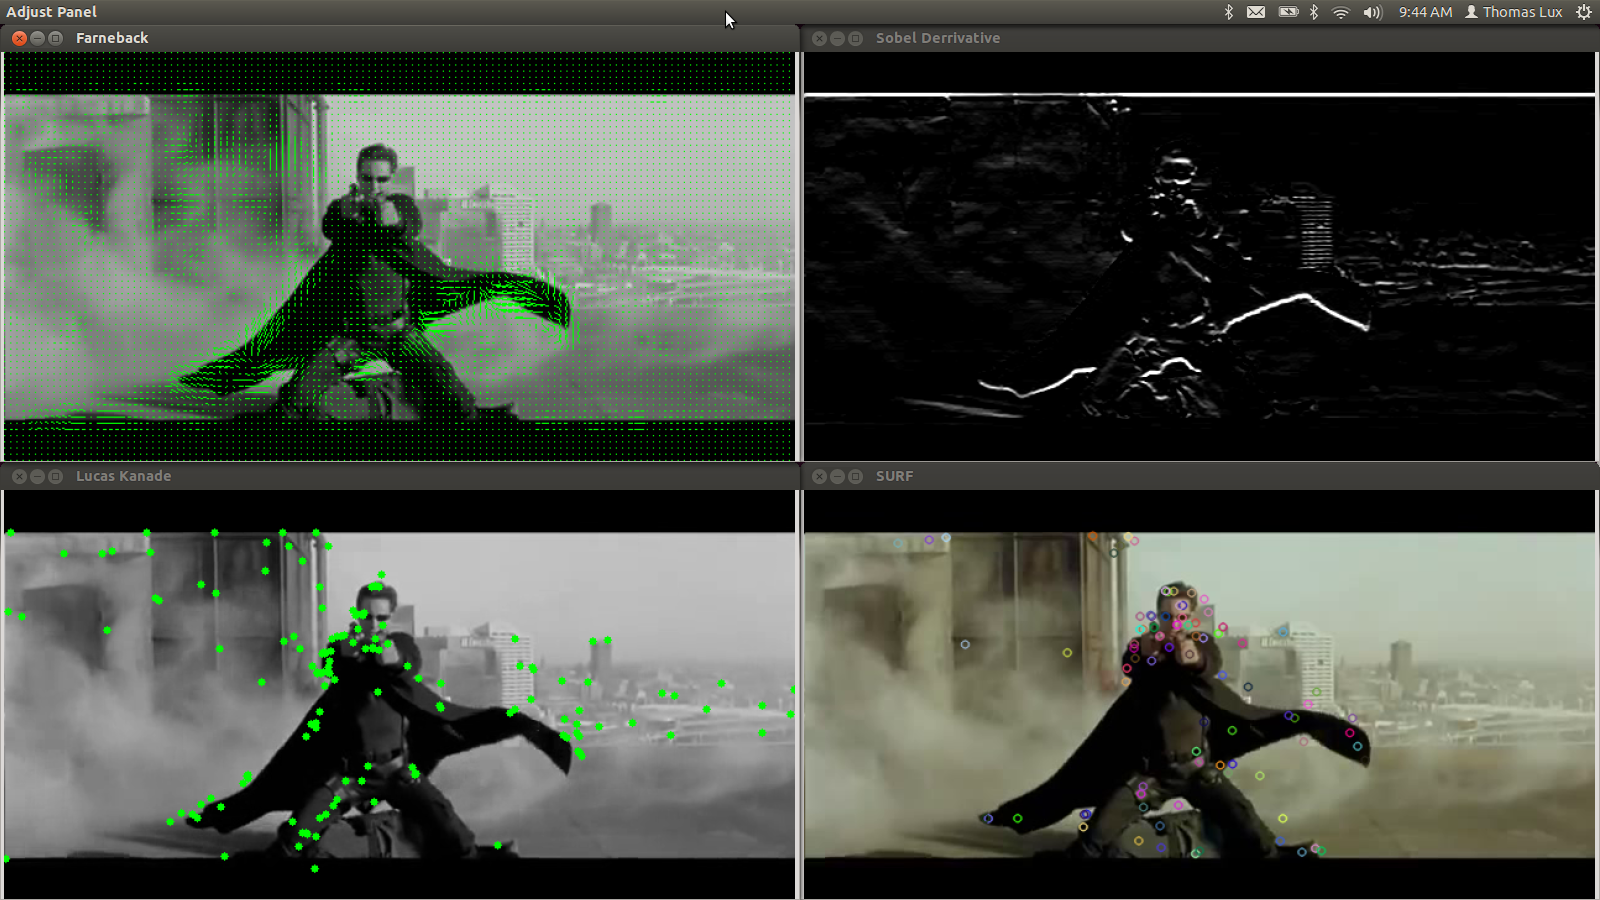 Adjust Panel
9:44 AM
Thomas Lux
Farneback
Sobel Derrivative
Lucas Kanade
SURF